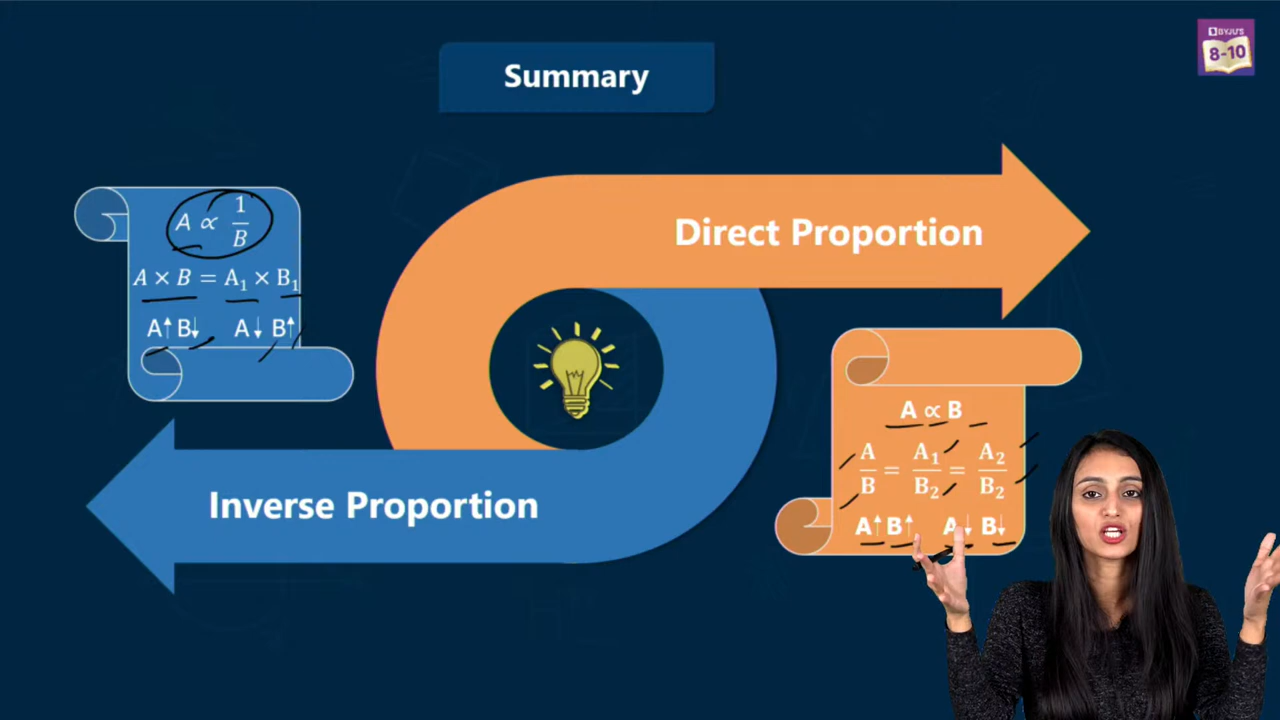 Summary
BYJU'S
8-10
A ∝ 1/B
A × B = A₁ × B₁
A↑ B↓ A↓ B↑
Direct Proportion
Inverse Proportion
A ∝ B
A/B = A₁/B₂ = A₂/B₂
A↑ B↑ A↓ B↓